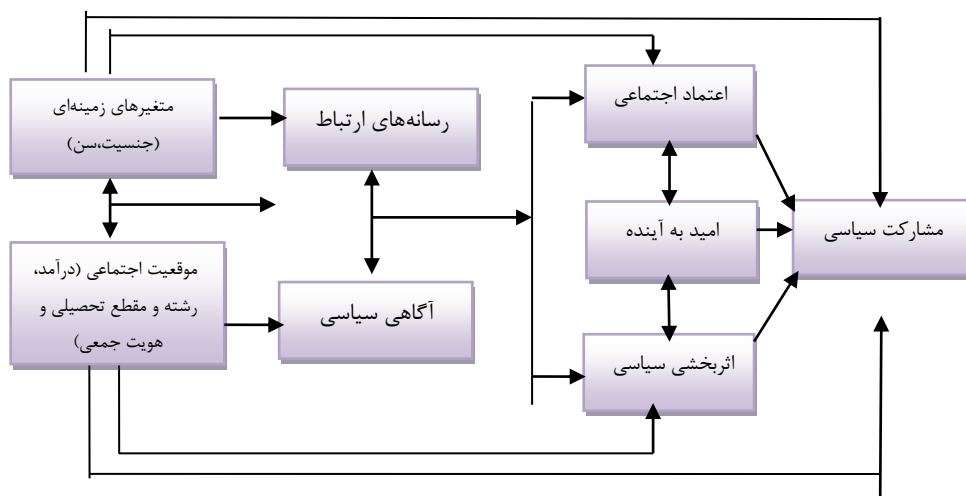 متغیرهای زمینه‌ای
(جنسیت،سن)
رسانه‌های ارتباط
اعتماد اجتماعی
امید به آینده
مشارکت سیاسی
موقعیت اجتماعی (درآمد،
رشته و مقطع تحصیلی و
هویت جمعی)
آگاهی سیاسی
اثربخشی سیاسی